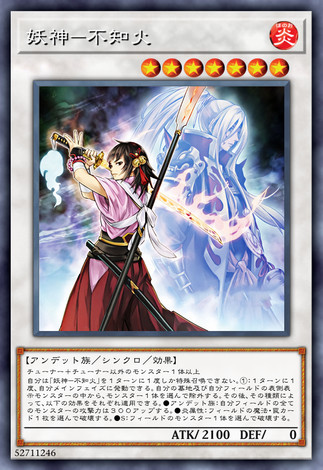 妖神－不知火
炎
【アンデット族／シンクロ／効果】
チューナー＋チューナー以外のモンスター１体以上
自分は「妖神－不知火」を１ターンに１度しか特殊召喚できない。①：１ターンに１
度、自分メインフェイズに発動できる。自分の墓地及び自分フィールドの表側表
示モンスターの中から、モンスター１体を選んで除外する。その後、その種類によ
って、以下の効果をそれぞれ適用できる。●アンデット族：自分フィールドの全て
のモンスターの攻撃力は３００アップする。●炎属性：フィールドの魔法・罠カー
ド１枚を選んで破壊する。●S：フィールドのモンスター１体を選んで破壊する。
ATK/ 2100 DEF/ 0
52711246